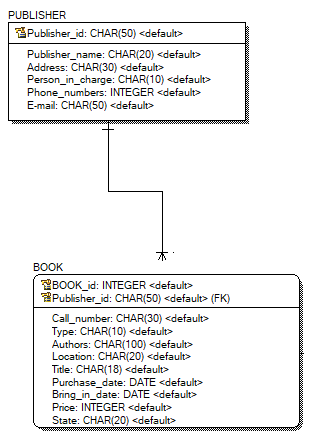 PUBLISHER
Publisher_id: CHAR(50) <default>
Publisher_name: CHAR(20) <default>
Address: CHAR(30) <default>
Person_in_charge: CHAR(10) <default>
Phone_numbers: INTEGER <default>
E-mail: CHAR(50) <default>
BOOK
BOOK_id: INTEGER <default>
Publisher_id: CHAR(50) <default> (FK)
Call_number: CHAR(30) <default>
Type: CHAR(10) <default>
Authors: CHAR(100) <default>
Location: CHAR(20) <default>
Title: CHAR(18) <default>
Purchase_date: DATE <default>
Bring_in_date: DATE <default>
Price: INTEGER <default>
State: CHAR(20) <default>